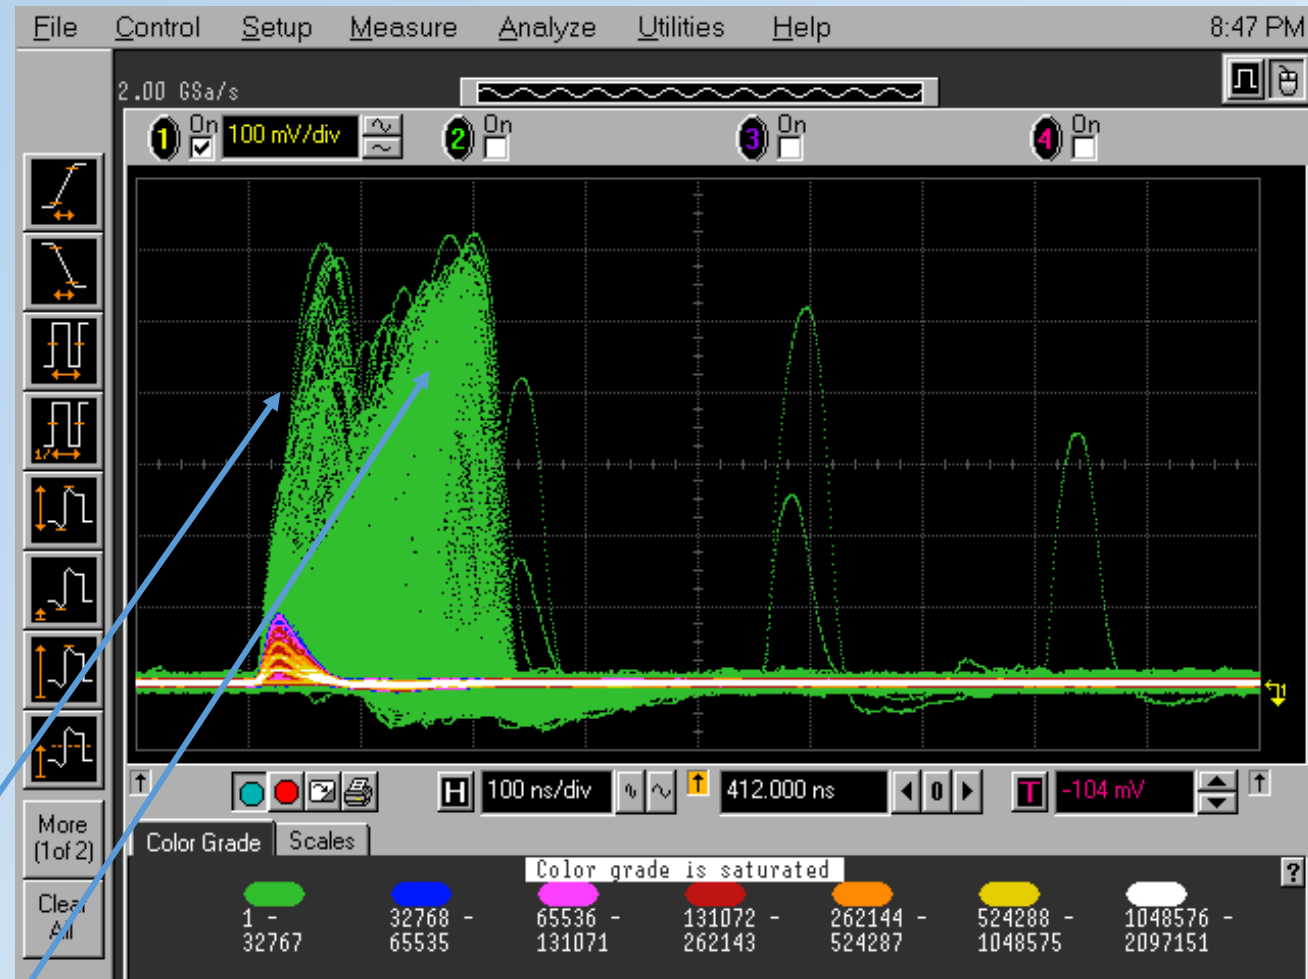 File Control Setup Measure Analyze Utilities Help 8:47 PM
2.00 GSa/s
1 On 100 mV/div 2 On 3 On 4 On
1/
1
H 100 ns/div 412.000 ns 0 T -104 mV
More
(1of 2)
Clear
All
Color Grade Scales
Color grade is saturated
?
1 - 32768 - 65536 - 131072 - 262144 - 524288 - 1048576 -
32767 65535 131071 262143 524287 1048575 2097151